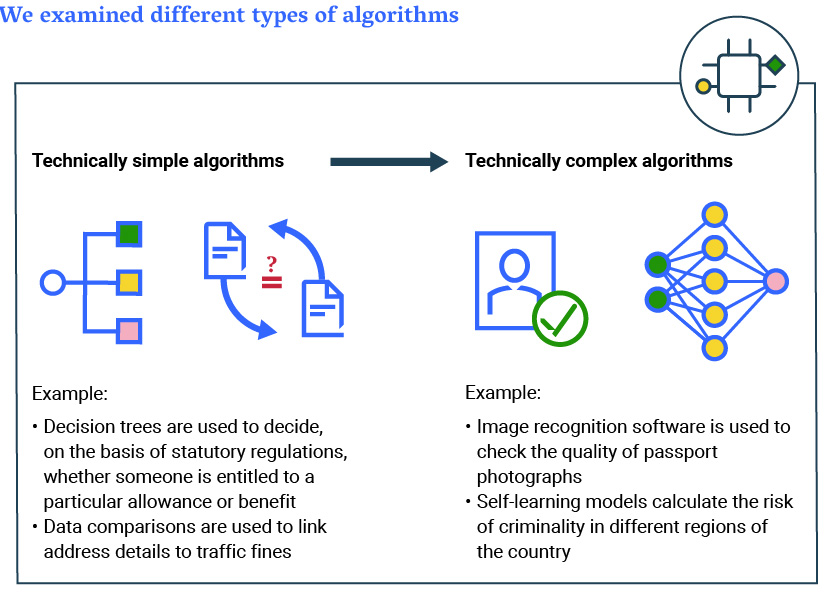 We examined different types of algorithms
Technically simple algorithms
?
=
Example:
• Decision trees are used to decide,
on the basis of statutory regulations,
whether someone is entitled to a
particular allowance or benefit
• Data comparisons are used to link
address details to traffic fines
Technically complex algorithms
Example:
• Image recognition software is used to
check the quality of passport
photographs
• Self-learning models calculate the risk
of criminality in different regions of
the country